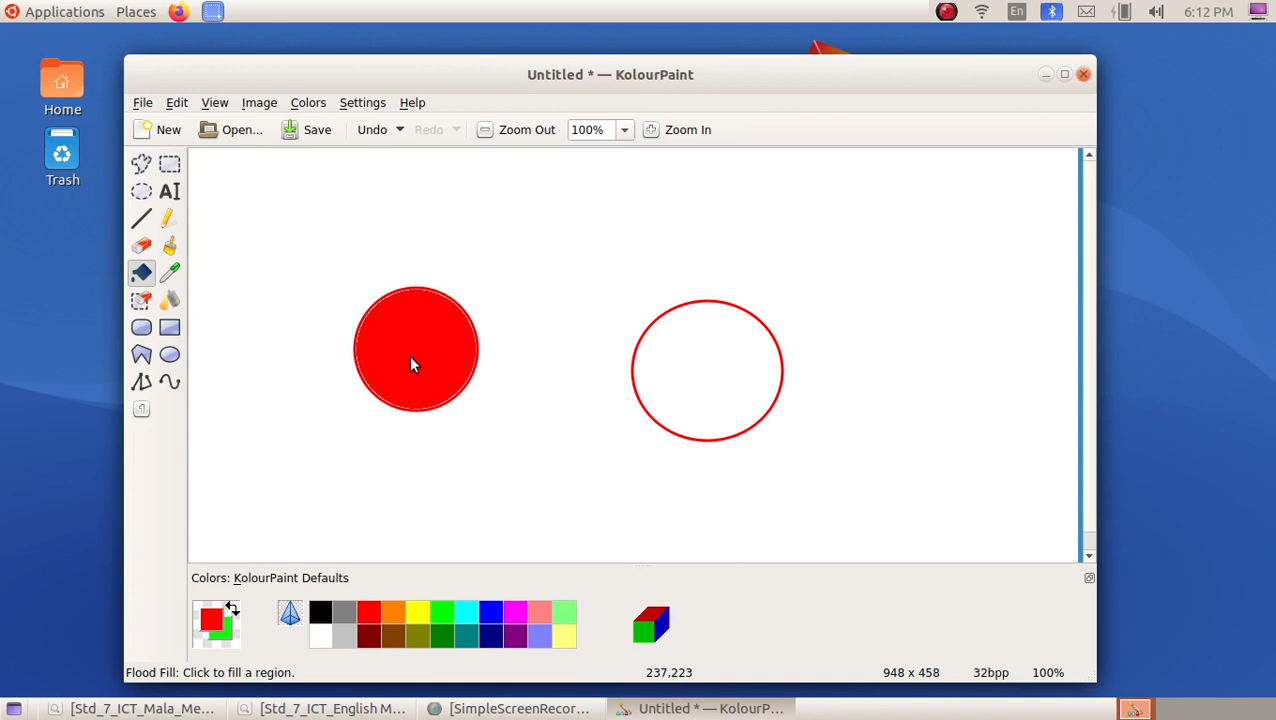 Applications Places En 6:12 PM
Home
Trash
Untitled * — KolourPaint
File Edit View Image Colors Settings Help
New Open... Save Undo Redo Zoom Out 100% Zoom In
Colors: KolourPaint Defaults
Flood Fill: Click to fill a region. 237,223 948 x 458 32bpp 100%
[Std_7_ICT_Mala_Me... [Std_7_ICT_English M... [SimpleScreenRecor... Untitled * — KolourP...